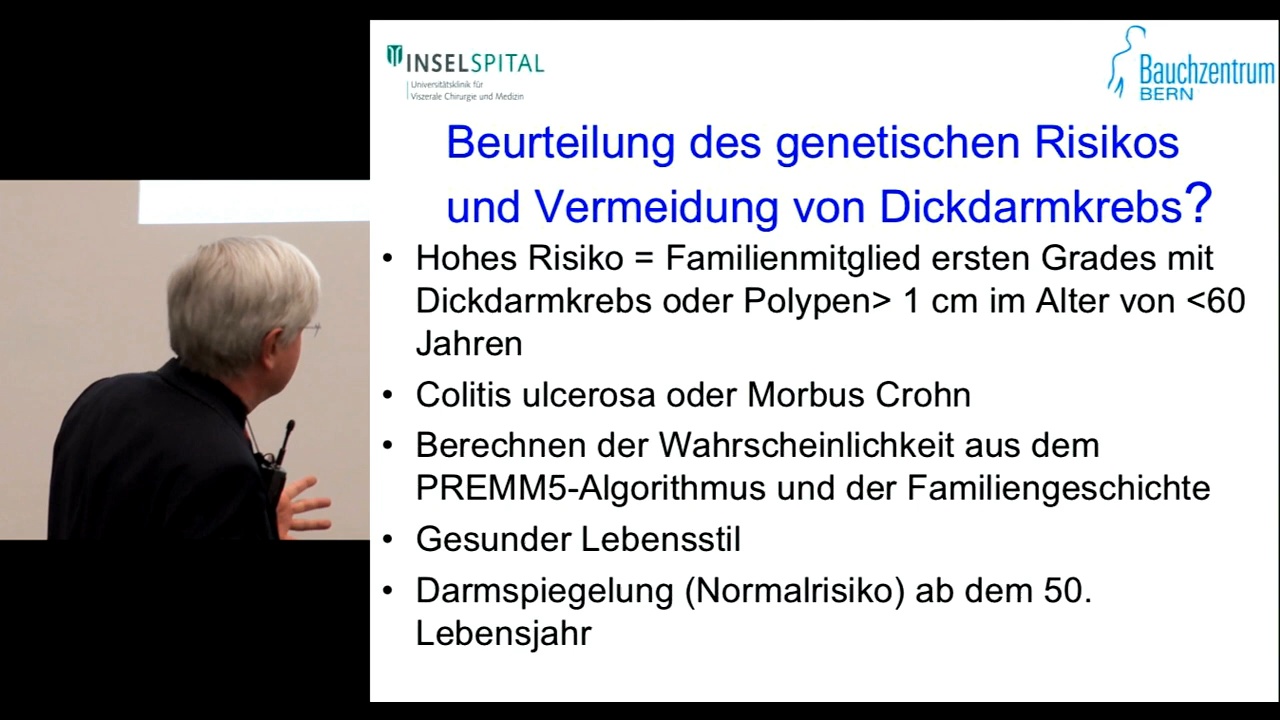 INSELSPITAL
Universitätsklinik für
Viszerale Chirurgie und Medizin
Bauchzentrum
BERN
Beurteilung des genetischen Risikos
und Vermeidung von Dickdarmkrebs?
• Hohes Risiko = Familienmitglied ersten Grades mit
Dickdarmkrebs oder Polypen> 1 cm im Alter von <60
Jahren
• Colitis ulcerosa oder Morbus Crohn
• Berechnen der Wahrscheinlichkeit aus dem
PREMM5-Algorithmus und der Familiengeschichte
• Gesunder Lebensstil
• Darmspiegelung (Normalrisiko) ab dem 50.
Lebensjahr